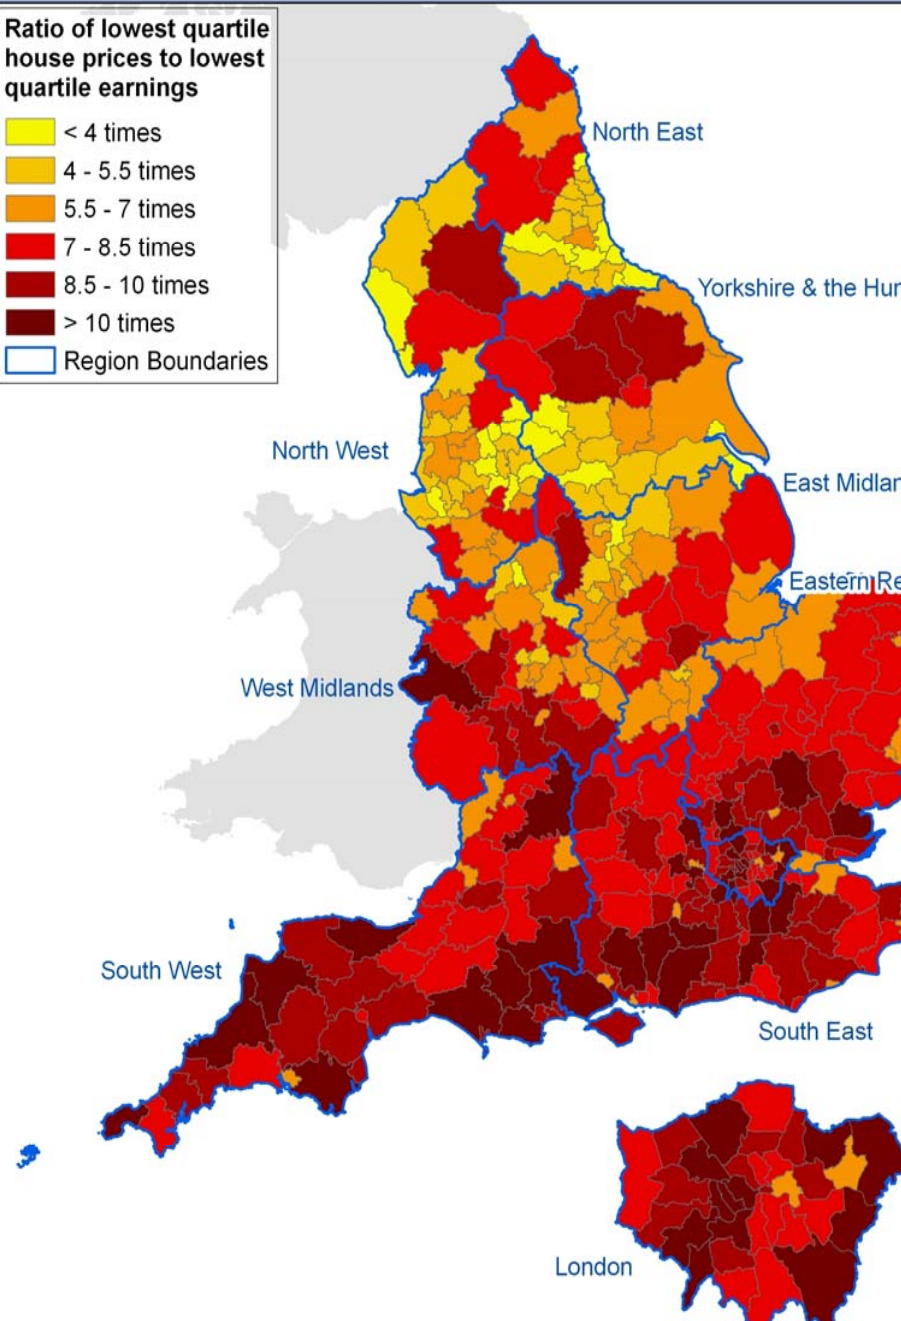 Ratio of lowest quartile
house prices to lowest
quartile earnings
< 4 times
4 - 5.5 times
5.5 - 7 times
7 - 8.5 times
8.5 - 10 times
> 10 times
Region Boundaries
North East
Yorkshire & the Hur
North West
East Midlan
Eastern Re
West Midlands
South West
South East
London